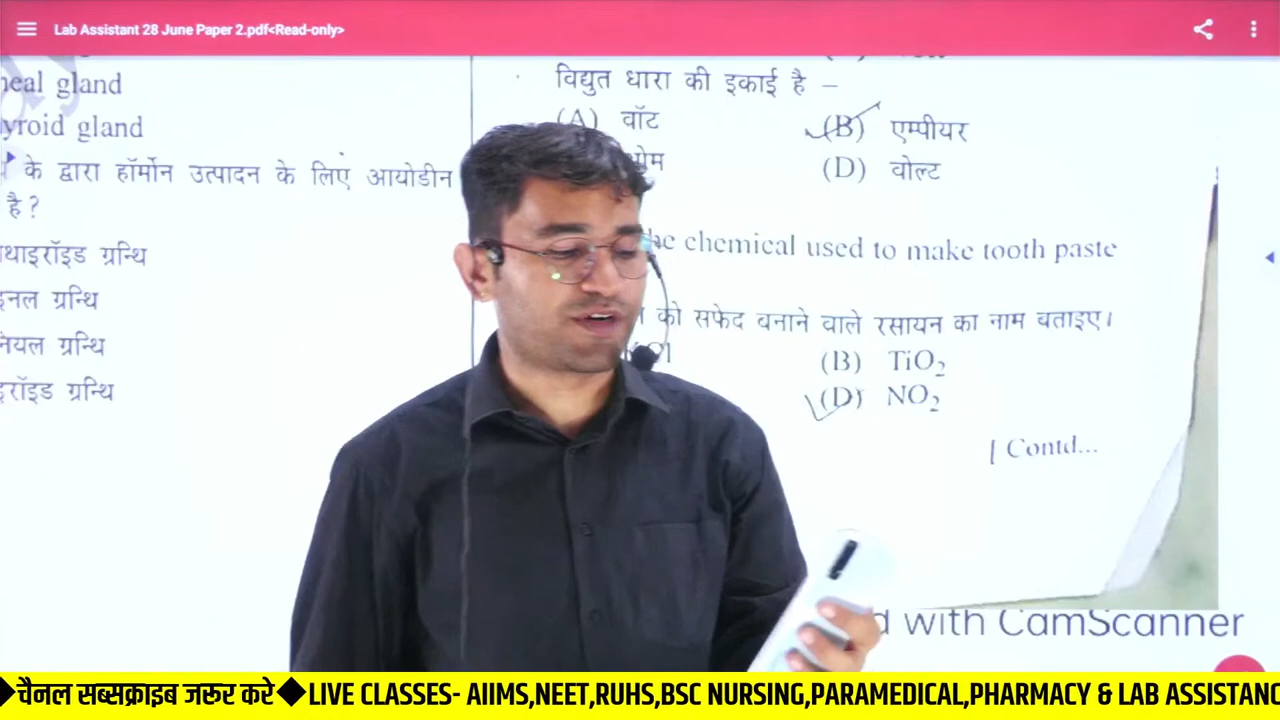 Lab Assistant 28 June Paper 2.pdf<Read-only>
neal gland
yroid gland
के द्वारा हॉर्मोन उत्पादन के लिए आयोडीन
है ?
थाइरॉइड ग्रन्थि
इनल ग्रन्थि
नेयल ग्रन्थि
इरॉइड ग्रन्थि
विद्युत धारा की इकाई है –
(A) वॉट
(B) एम्पीयर
ओम
(D) वोल्ट
he chemical used to make tooth paste
को सफेद बनाने वाले रसायन का नाम बताइए।
(B) TiO₂
(D) NO₂
[ Contd...
d with CamScanner
◆चैनल सब्सक्राइब जरूर करे◆LIVE CLASSES- AIIMS,NEET,RUHS,BSC NURSING,PARAMEDICAL,PHARMACY & LAB ASSISTANC